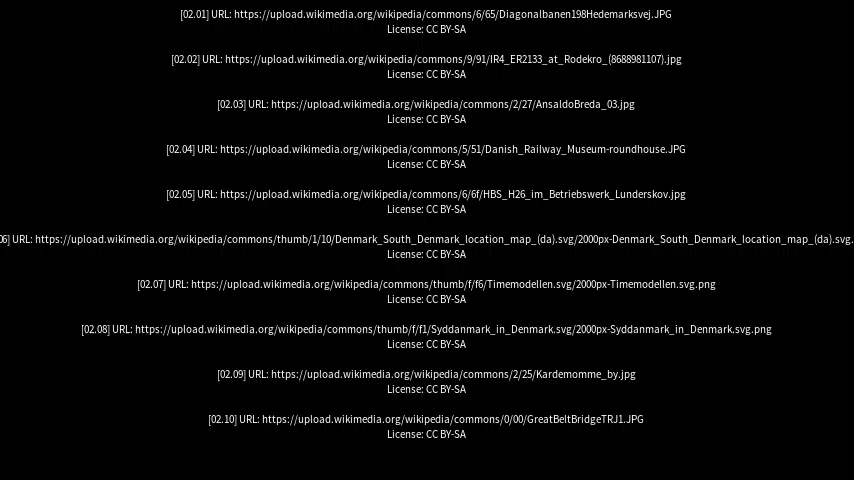 [02.01] URL: https://upload.wikimedia.org/wikipedia/commons/6/65/Diagonalbanen198Hedemarksvej.JPG
License: CC BY-SA
[02.02] URL: https://upload.wikimedia.org/wikipedia/commons/9/91/IR4_ER2133_at_Rodekro_(8688981107).jpg
License: CC BY-SA
[02.03] URL: https://upload.wikimedia.org/wikipedia/commons/2/27/AnsaldoBreda_03.jpg
License: CC BY-SA
[02.04] URL: https://upload.wikimedia.org/wikipedia/commons/5/51/Danish_Railway_Museum-roundhouse.JPG
License: CC BY-SA
[02.05] URL: https://upload.wikimedia.org/wikipedia/commons/6/6f/HBS_H26_im_Betriebswerk_Lunderskov.jpg
License: CC BY-SA
06] URL: https://upload.wikimedia.org/wikipedia/commons/thumb/1/10/Denmark_South_Denmark_location_map_(da).svg/2000px-Denmark_South_Denmark_location_map_(da).svg.
License: CC BY-SA
[02.07] URL: https://upload.wikimedia.org/wikipedia/commons/thumb/f/f6/Timemodellen.svg/2000px-Timemodellen.svg.png
License: CC BY-SA
[02.08] URL: https://upload.wikimedia.org/wikipedia/commons/thumb/f/f1/Syddanmark_in_Denmark.svg/2000px-Syddanmark_in_Denmark.svg.png
License: CC BY-SA
[02.09] URL: https://upload.wikimedia.org/wikipedia/commons/2/25/Kardemomme_by.jpg
License: CC BY-SA
[02.10] URL: https://upload.wikimedia.org/wikipedia/commons/0/00/GreatBeltBridgeTRJ1.JPG
License: CC BY-SA